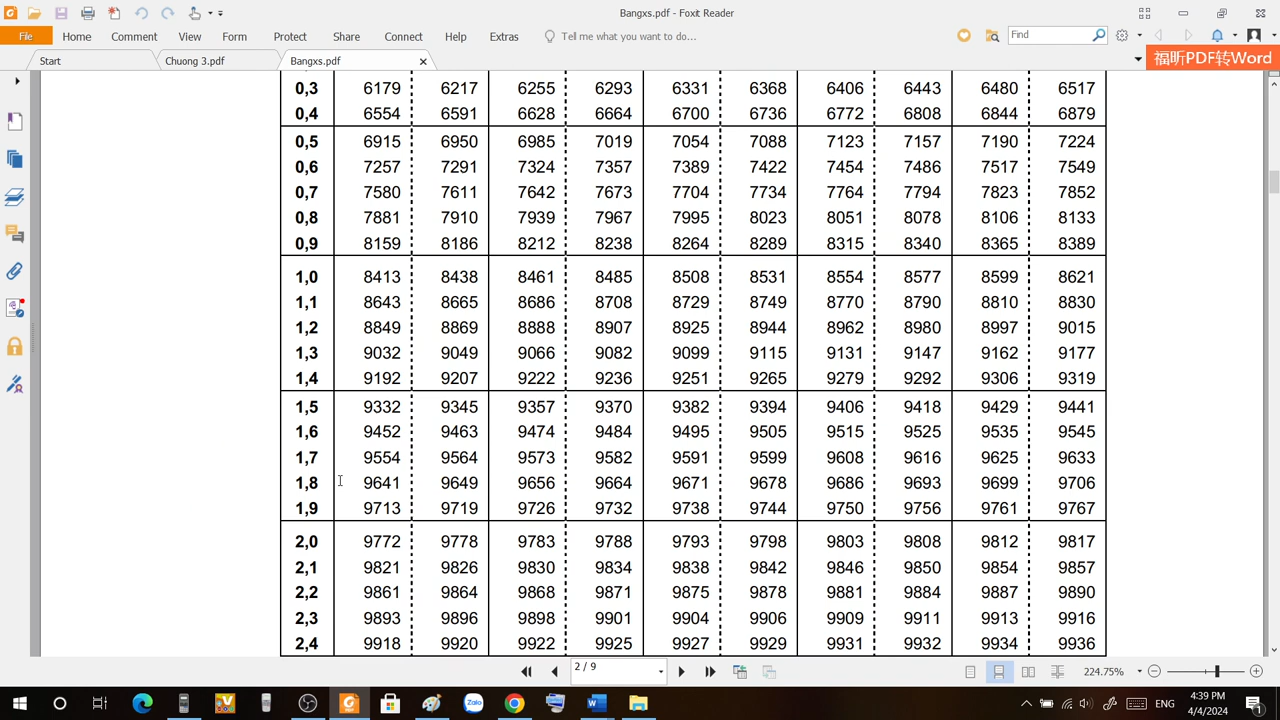 Bangxs.pdf - Foxit Reader
File Home Comment View Form Protect Share Connect Help Extras Tell me what you want to do... Find
Start Chuong 3.pdf Bangxs.pdf
福昕PDF转Word
0,3 6179 6217 6255 6293 6331 6368 6406 6443 6480 6517
0,4 6554 6591 6628 6664 6700 6736 6772 6808 6844 6879
0,5 6915 6950 6985 7019 7054 7088 7123 7157 7190 7224
0,6 7257 7291 7324 7357 7389 7422 7454 7486 7517 7549
0,7 7580 7611 7642 7673 7704 7734 7764 7794 7823 7852
0,8 7881 7910 7939 7967 7995 8023 8051 8078 8106 8133
0,9 8159 8186 8212 8238 8264 8289 8315 8340 8365 8389
1,0 8413 8438 8461 8485 8508 8531 8554 8577 8599 8621
1,1 8643 8665 8686 8708 8729 8749 8770 8790 8810 8830
1,2 8849 8869 8888 8907 8925 8944 8962 8980 8997 9015
1,3 9032 9049 9066 9082 9099 9115 9131 9147 9162 9177
1,4 9192 9207 9222 9236 9251 9265 9279 9292 9306 9319
1,5 9332 9345 9357 9370 9382 9394 9406 9418 9429 9441
1,6 9452 9463 9474 9484 9495 9505 9515 9525 9535 9545
1,7 9554 9564 9573 9582 9591 9599 9608 9616 9625 9633
1,8 9641 9649 9656 9664 9671 9678 9686 9693 9699 9706
1,9 9713 9719 9726 9732 9738 9744 9750 9756 9761 9767
2,0 9772 9778 9783 9788 9793 9798 9803 9808 9812 9817
2,1 9821 9826 9830 9834 9838 9842 9846 9850 9854 9857
2,2 9861 9864 9868 9871 9875 9878 9881 9884 9887 9890
2,3 9893 9896 9898 9901 9904 9906 9909 9911 9913 9916
2,4 9918 9920 9922 9925 9927 9929 9931 9932 9934 9936
2 / 9 224.75%
Zalo ENG 4:39 PM
4/4/2024